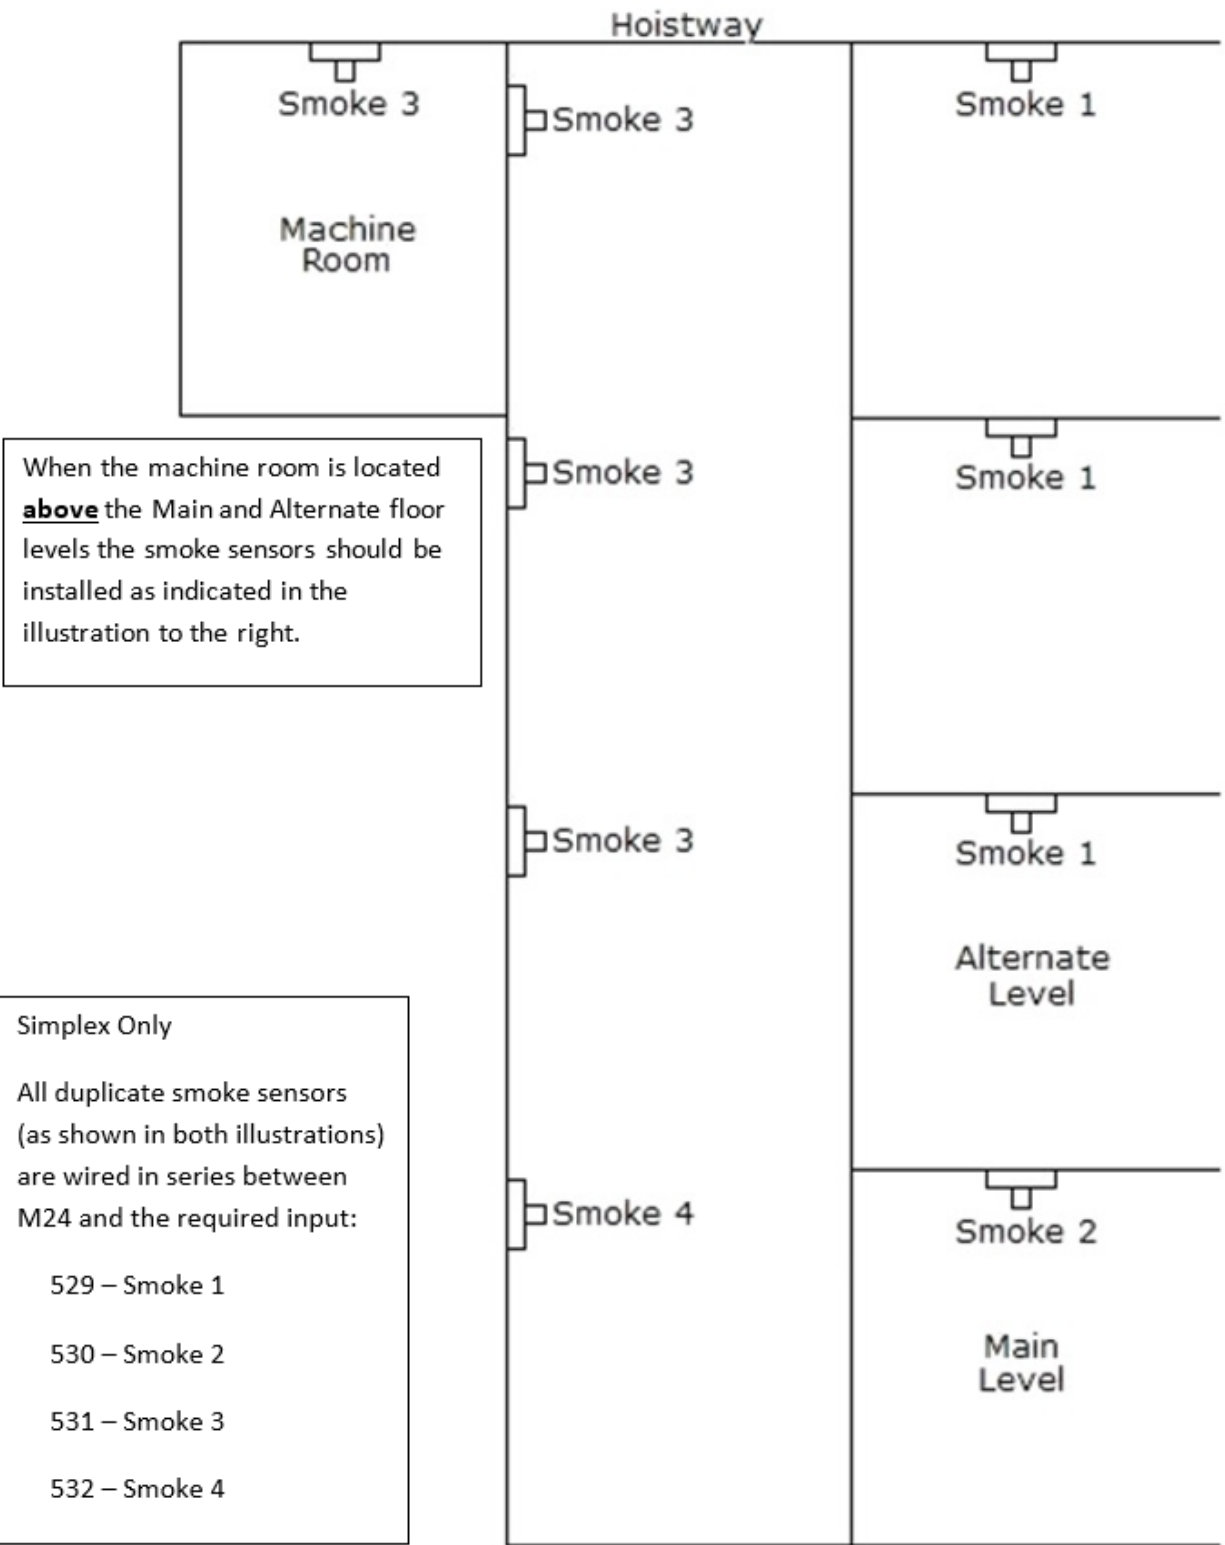 Hoistway
Smoke 3
Smoke 3
Smoke 1
Machine
Room
When the machine room is located
above the Main and Alternate floor
levels the smoke sensors should be
installed as indicated in the
illustration to the right.
Smoke 3
Smoke 1
Smoke 3
Smoke 1
Alternate
Level
Simplex Only
All duplicate smoke sensors
(as shown in both illustrations)
are wired in series between
M24 and the required input:
529 – Smoke 1
530 – Smoke 2
531 – Smoke 3
532 – Smoke 4
Smoke 4
Smoke 2
Main
Level